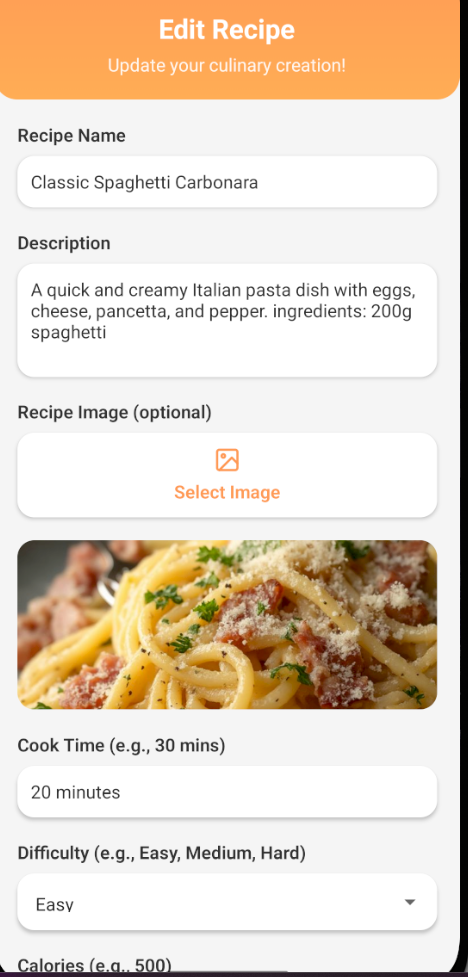 Edit Recipe
Update your culinary creation!
Recipe Name
Classic Spaghetti Carbonara
Description
A quick and creamy Italian pasta dish with eggs,
cheese, pancetta, and pepper. ingredients: 200g
spaghetti
Recipe Image (optional)
Select Image
Cook Time (e.g., 30 mins)
20 minutes
Difficulty (e.g., Easy, Medium, Hard)
Easy
Calories (e.g., 500)